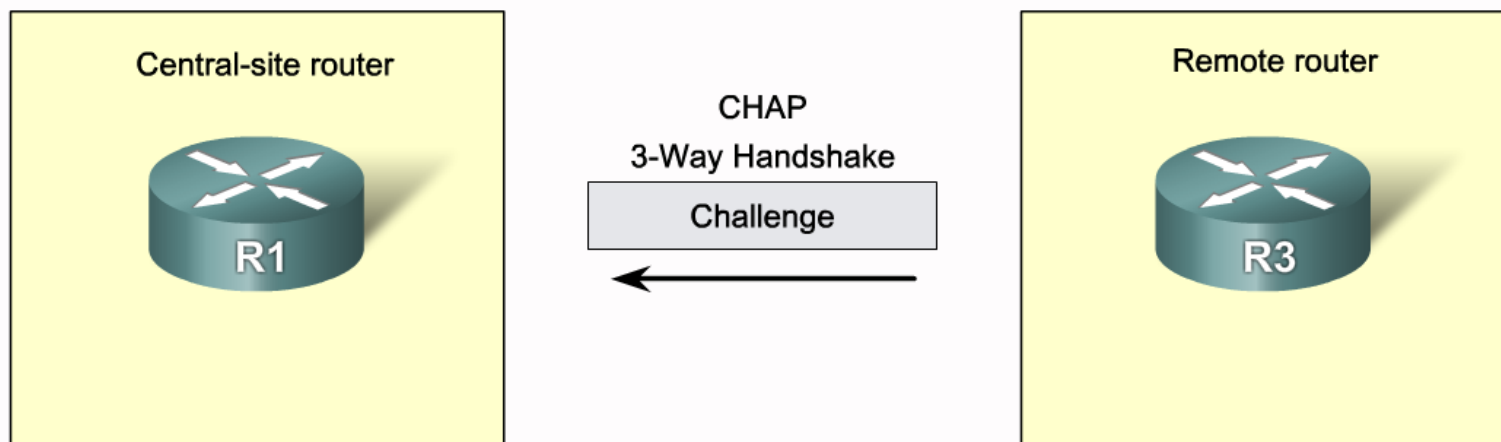 Central-site router
R1
CHAP
3-Way Handshake
Challenge
Remote router
R3